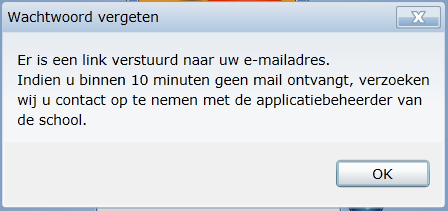 Wachtwoord vergeten
Er is een link verstuurd naar uw e-mailadres.
Indien u binnen 10 minuten geen mail ontvangt, verzoeken
wij u contact op te nemen met de applicatiebeheerder van
de school.
OK